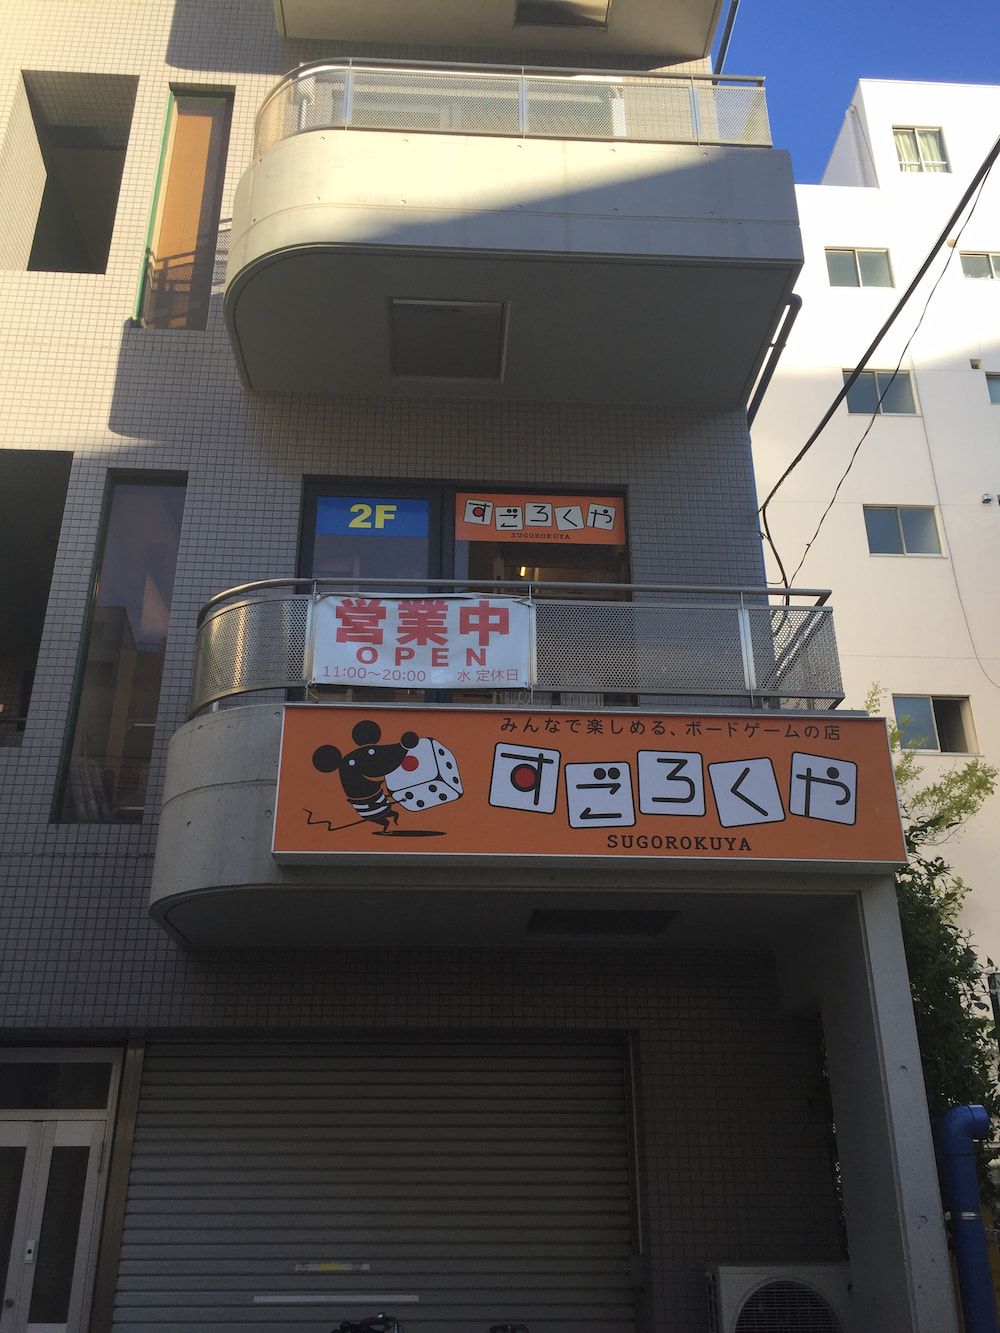 2F
すごろくや
SUGOROKUYA
営業中
OPEN
11:00～20:00 水 定休日
みんなで楽しめる、ボードゲームの店
すごろくや
SUGOROKUYA